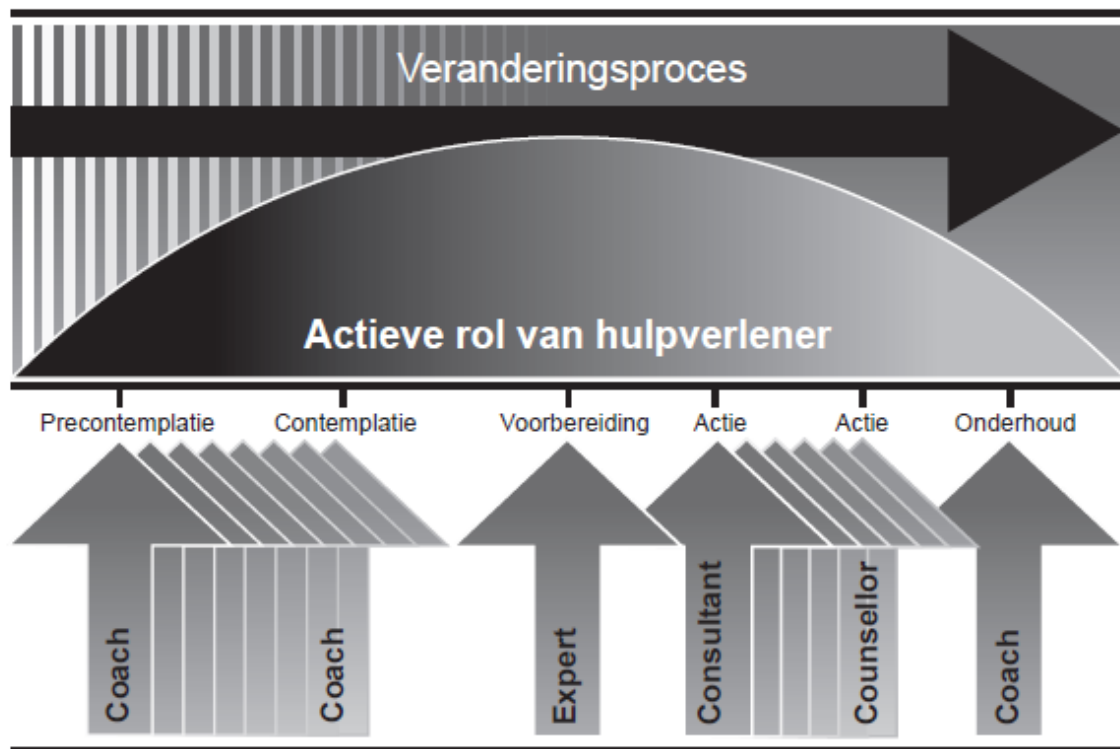 Veranderingsproces
Actieve rol van hulpverlener
Precontemplatie Contemplatie Voorbereiding Actie Actie Onderhoud
Coach Coach Expert Consultant Counsellor Coach